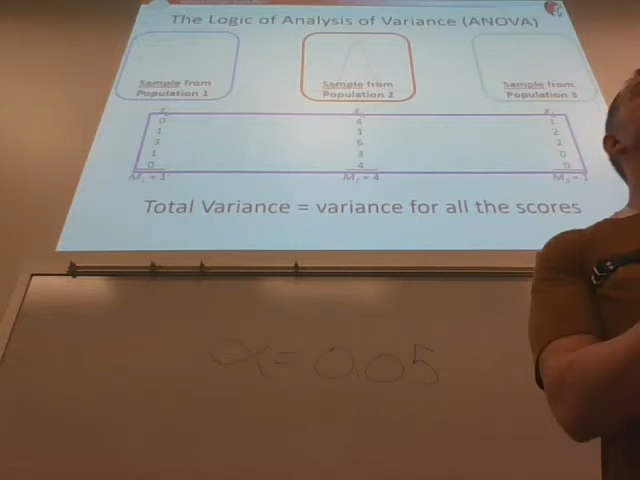 The Logic of Analysis of Variance (ANOVA)
Sample from Population 1
Sample from Population 2
Sample from Population 3
0 4 1
1 3 2
3 6 2
1 3 0
0 4 0
M₁ = 1 M₂ = 4 M₃ = 1
Total Variance = variance for all the scores
α = 0.05